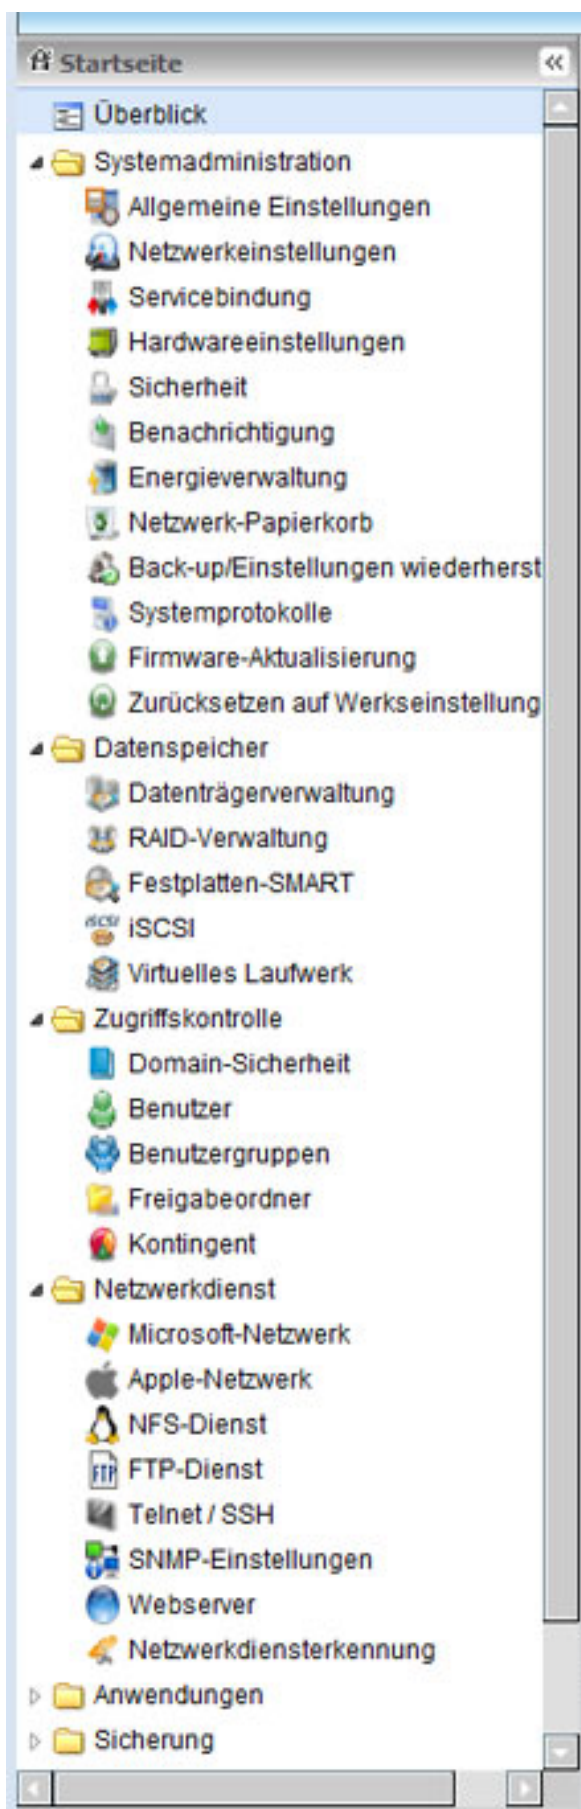 Startseite
Überblick
Systemadministration
Allgemeine Einstellungen
Netzwerkeinstellungen
Servicebindung
Hardwareeinstellungen
Sicherheit
Benachrichtigung
Energieverwaltung
Netzwerk-Papierkorb
Back-up/Einstellungen wiederherst
Systemprotokolle
Firmware-Aktualisierung
Zurücksetzen auf Werkseinstellung
Datenspeicher
Datenträgerverwaltung
RAID-Verwaltung
Festplatten-SMART
iSCSI iSCSI
Virtuelles Laufwerk
Zugriffskontrolle
Domain-Sicherheit
Benutzer
Benutzergruppen
Freigabeordner
Kontingent
Netzwerkdienst
Microsoft-Netzwerk
Apple-Netzwerk
NFS-Dienst
FTP FTP-Dienst
Telnet / SSH
SNMP-Einstellungen
Webserver
Netzwerkdiensterkennung
Anwendungen
Sicherung